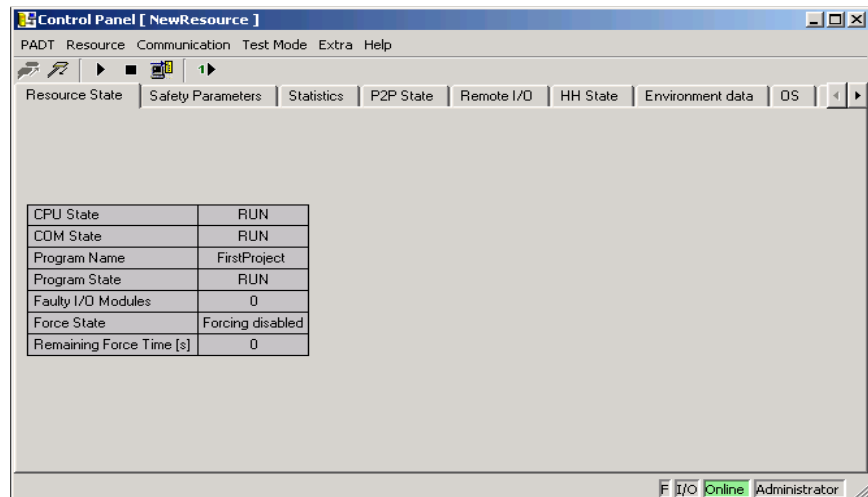 Control Panel [ NewResource ]
PADT Resource Communication Test Mode Extra Help
1
Resource State Safety Parameters Statistics P2P State Remote I/O HH State Environment data OS
CPU State RUN
COM State RUN
Program Name FirstProject
Program State RUN
Faulty I/O Modules 0
Force State Forcing disabled
Remaining Force Time [s] 0
F I/O Online Administrator